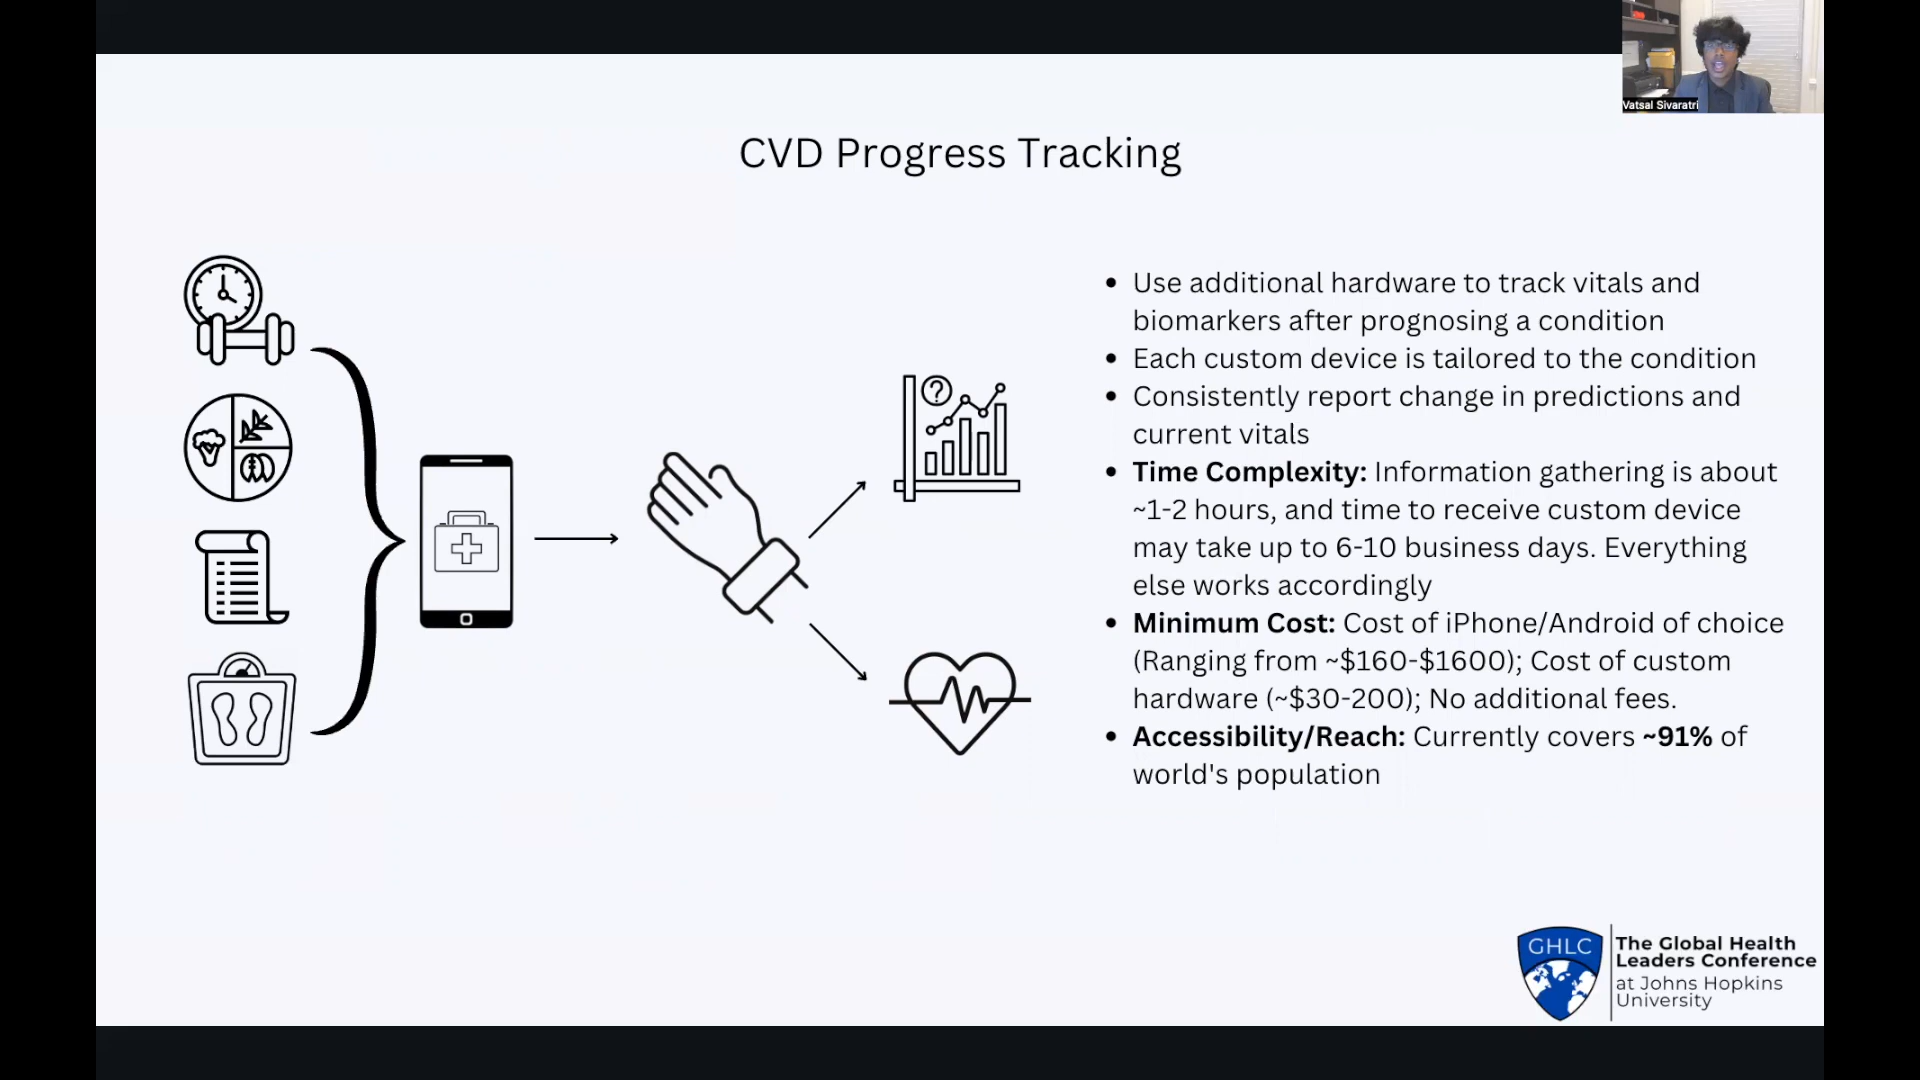 Vatsal Sivaratri
CVD Progress Tracking
• Use additional hardware to track vitals and
biomarkers after prognosing a condition
• Each custom device is tailored to the condition
• Consistently report change in predictions and
current vitals
• Time Complexity: Information gathering is about
~1-2 hours, and time to receive custom device
may take up to 6-10 business days. Everything
else works accordingly
• Minimum Cost: Cost of iPhone/Android of choice
(Ranging from ~$160-$1600); Cost of custom
hardware (~$30-200); No additional fees.
• Accessibility/Reach: Currently covers ~91% of
world's population
?
GHLC
The Global Health
Leaders Conference
at Johns Hopkins
University